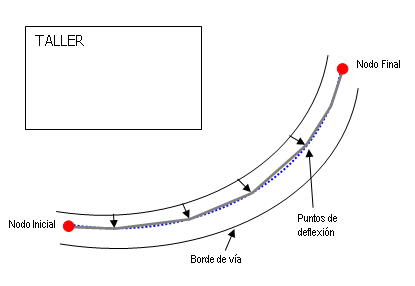 TALLER
Nodo Final
Nodo Inicial
Puntos de
deflexión
Borde de vía